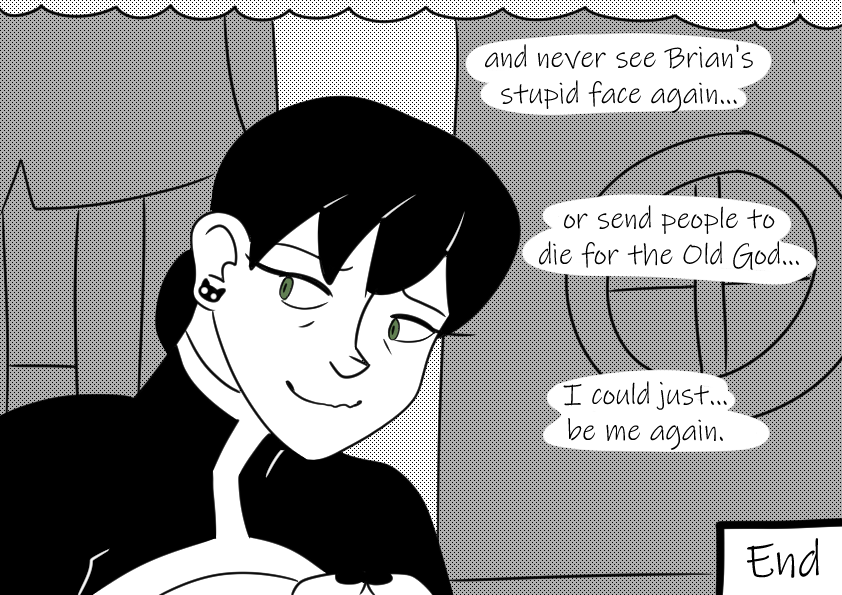 and never see Brian's
stupid face again...
or send people to
die for the Old God...
I could just...
be me again.
End